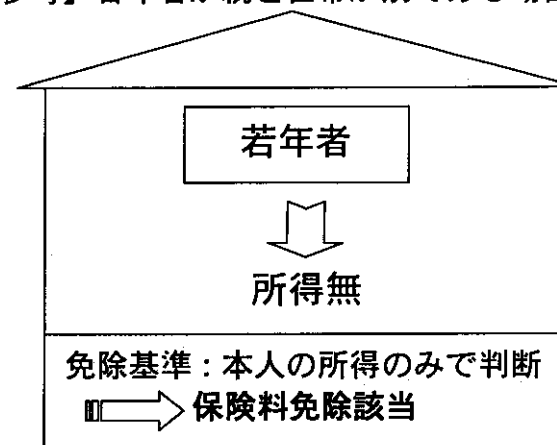 若年者
所得無
免除基準：本人の所得のみで判断
保険料免除該当